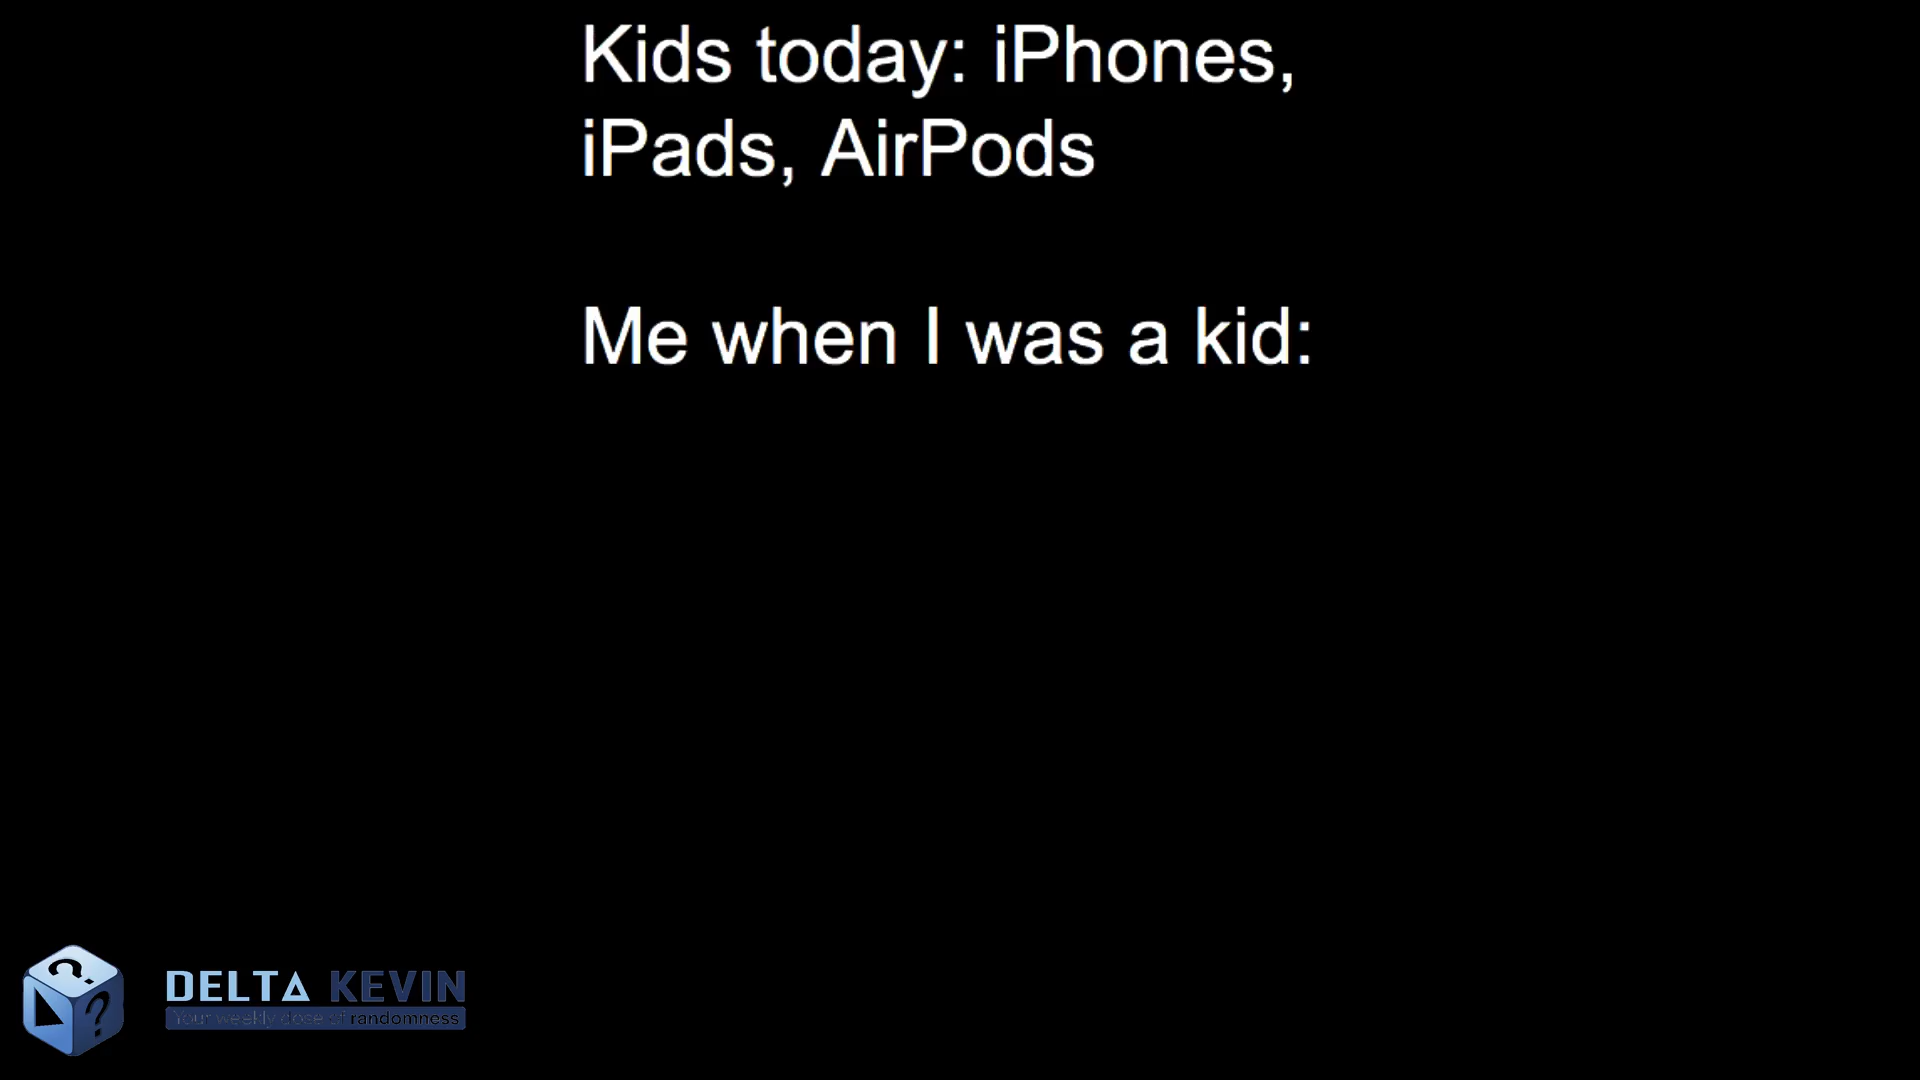 Kids today: iPhones,
iPads, AirPods
Me when I was a kid:
? ?
DELTA KEVIN
Your weekly dose of randomness